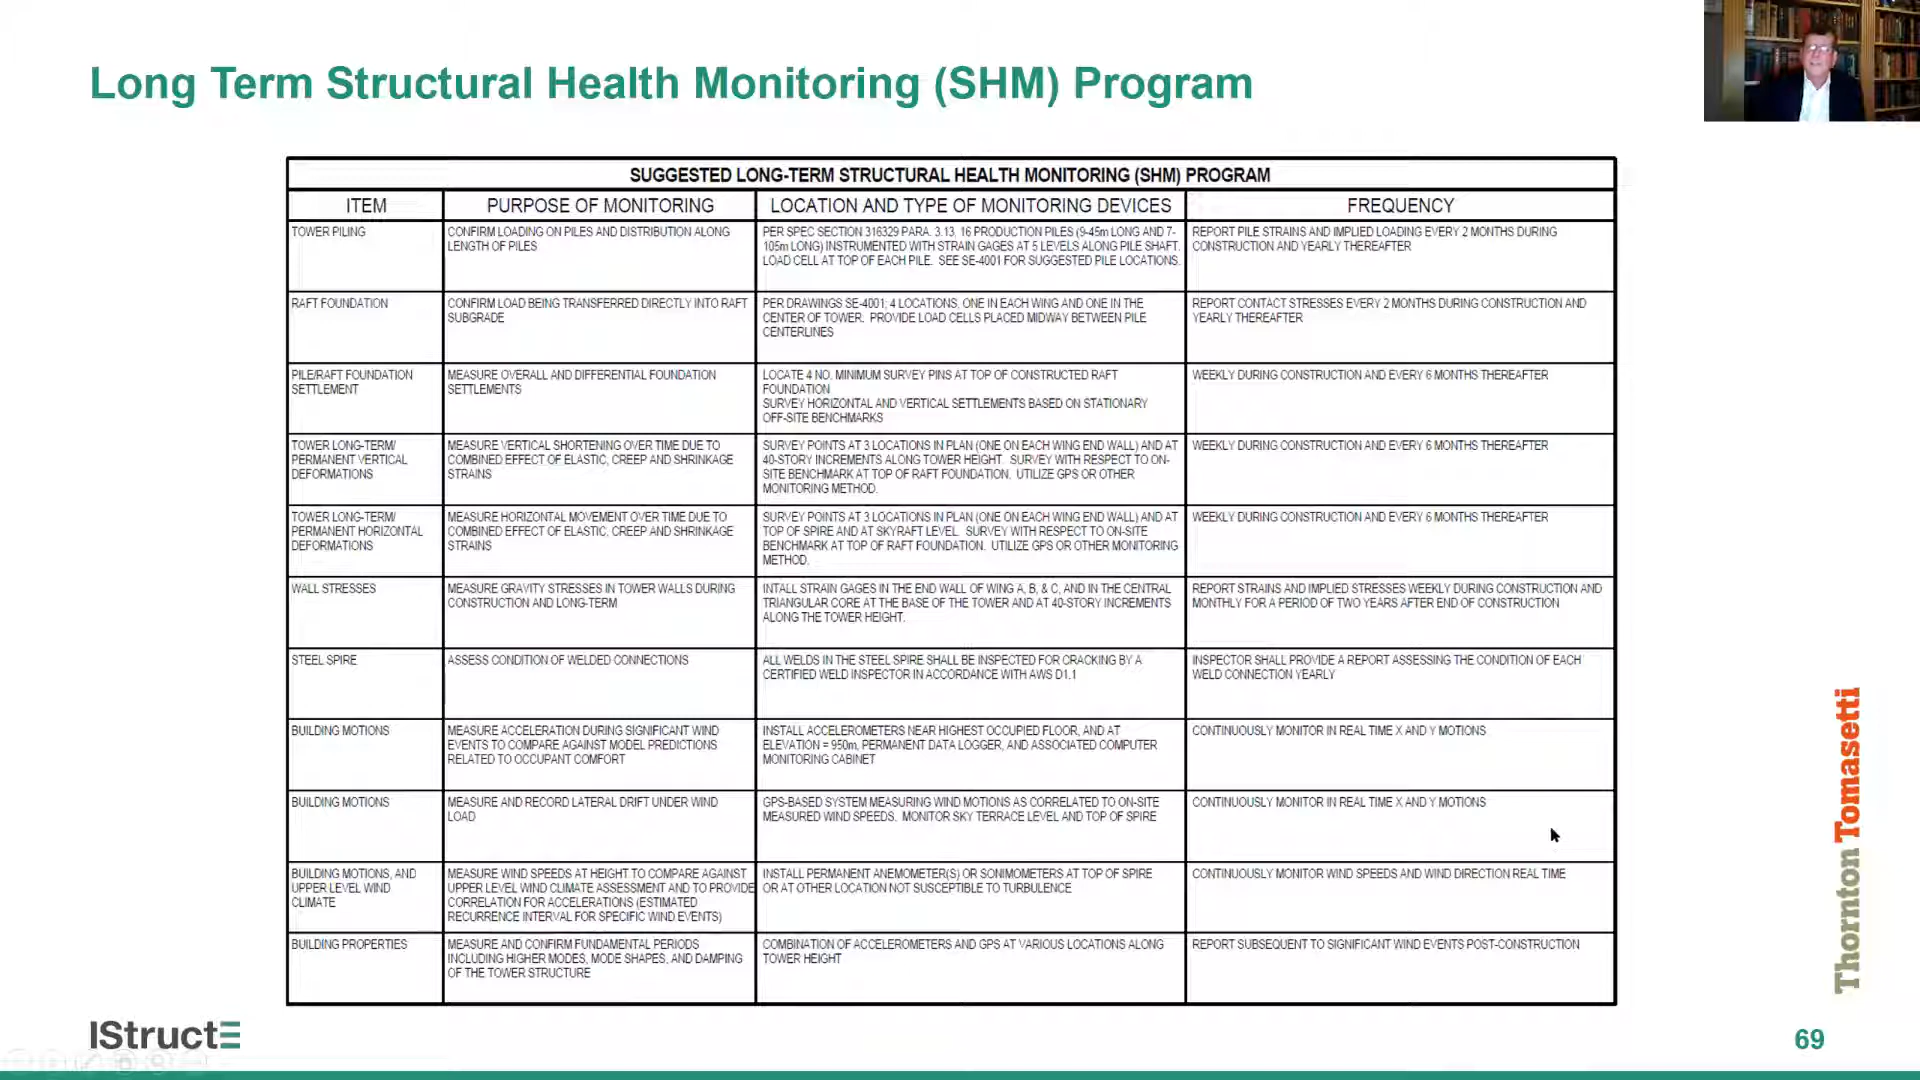 Long Term Structural Health Monitoring (SHM) Program
SUGGESTED LONG-TERM STRUCTURAL HEALTH MONITORING (SHM) PROGRAM
ITEM
PURPOSE OF MONITORING
LOCATION AND TYPE OF MONITORING DEVICES
FREQUENCY
TOWER PILING
CONFIRM LOADING ON PILES AND DISTRIBUTION ALONG
LENGTH OF PILES
PER SPEC SECTION 316329 PARA. 3.13, 16 PRODUCTION PILES (9-45m LONG AND 7-
105m LONG) INSTRUMENTED WITH STRAIN GAGES AT 5 LEVELS ALONG PILE SHAFT.
LOAD CELL AT TOP OF EACH PILE. SEE SE-4001 FOR SUGGESTED PILE LOCATIONS.
REPORT PILE STRAINS AND IMPLIED LOADING EVERY 2 MONTHS DURING
CONSTRUCTION AND YEARLY THEREAFTER
RAFT FOUNDATION
CONFIRM LOAD BEING TRANSFERRED DIRECTLY INTO RAFT
SUBGRADE
PER DRAWINGS SE-4001; 4 LOCATIONS, ONE IN EACH WING AND ONE IN THE
CENTER OF TOWER. PROVIDE LOAD CELLS PLACED MIDWAY BETWEEN PILE
CENTERLINES
REPORT CONTACT STRESSES EVERY 2 MONTHS DURING CONSTRUCTION AND
YEARLY THEREAFTER
PILE/RAFT FOUNDATION
SETTLEMENT
MEASURE OVERALL AND DIFFERENTIAL FOUNDATION
SETTLEMENTS
LOCATE 4 NO. MINIMUM SURVEY PINS AT TOP OF CONSTRUCTED RAFT
FOUNDATION
SURVEY HORIZONTAL AND VERTICAL SETTLEMENTS BASED ON STATIONARY
OFF-SITE BENCHMARKS
WEEKLY DURING CONSTRUCTION AND EVERY 6 MONTHS THEREAFTER
TOWER LONG-TERM/
PERMANENT VERTICAL
DEFORMATIONS
MEASURE VERTICAL SHORTENING OVER TIME DUE TO
COMBINED EFFECT OF ELASTIC, CREEP AND SHRINKAGE
STRAINS
SURVEY POINTS AT 3 LOCATIONS IN PLAN (ONE ON EACH WING END WALL) AND AT
40-STORY INCREMENTS ALONG TOWER HEIGHT. SURVEY WITH RESPECT TO ON-
SITE BENCHMARK AT TOP OF RAFT FOUNDATION. UTILIZE GPS OR OTHER
MONITORING METHOD.
WEEKLY DURING CONSTRUCTION AND EVERY 6 MONTHS THEREAFTER
TOWER LONG-TERM/
PERMANENT HORIZONTAL
DEFORMATIONS
MEASURE HORIZONTAL MOVEMENT OVER TIME DUE TO
COMBINED EFFECT OF ELASTIC, CREEP AND SHRINKAGE
STRAINS
SURVEY POINTS AT 3 LOCATIONS IN PLAN (ONE ON EACH WING END WALL) AND AT
TOP OF SPIRE AND AT SKYRAFT LEVEL. SURVEY WITH RESPECT TO ON-SITE
BENCHMARK AT TOP OF RAFT FOUNDATION. UTILIZE GPS OR OTHER MONITORING
METHOD.
WEEKLY DURING CONSTRUCTION AND EVERY 6 MONTHS THEREAFTER
WALL STRESSES
MEASURE GRAVITY STRESSES IN TOWER WALLS DURING
CONSTRUCTION AND LONG-TERM
INTALL STRAIN GAGES IN THE END WALL OF WING A, B, & C, AND IN THE CENTRAL
TRIANGULAR CORE AT THE BASE OF THE TOWER AND AT 40-STORY INCREMENTS
ALONG THE TOWER HEIGHT.
REPORT STRAINS AND IMPLIED STRESSES WEEKLY DURING CONSTRUCTION AND
MONTHLY FOR A PERIOD OF TWO YEARS AFTER END OF CONSTRUCTION
STEEL SPIRE
ASSESS CONDITION OF WELDED CONNECTIONS
ALL WELDS IN THE STEEL SPIRE SHALL BE INSPECTED FOR CRACKING BY A
CERTIFIED WELD INSPECTOR IN ACCORDANCE WITH AWS D1.1
INSPECTOR SHALL PROVIDE A REPORT ASSESSING THE CONDITION OF EACH
WELD CONNECTION YEARLY
BUILDING MOTIONS
MEASURE ACCELERATION DURING SIGNIFICANT WIND
EVENTS TO COMPARE AGAINST MODEL PREDICTIONS
RELATED TO OCCUPANT COMFORT
INSTALL ACCELEROMETERS NEAR HIGHEST OCCUPIED FLOOR, AND AT
ELEVATION = 950m, PERMANENT DATA LOGGER, AND ASSOCIATED COMPUTER
MONITORING CABINET
CONTINUOUSLY MONITOR IN REAL TIME X AND Y MOTIONS
BUILDING MOTIONS
MEASURE AND RECORD LATERAL DRIFT UNDER WIND
LOAD
GPS-BASED SYSTEM MEASURING WIND MOTIONS AS CORRELATED TO ON-SITE
MEASURED WIND SPEEDS. MONITOR SKY TERRACE LEVEL AND TOP OF SPIRE
CONTINUOUSLY MONITOR IN REAL TIME X AND Y MOTIONS
BUILDING MOTIONS, AND
UPPER LEVEL WIND
CLIMATE
MEASURE WIND SPEEDS AT HEIGHT TO COMPARE AGAINST
UPPER LEVEL WIND CLIMATE ASSESSMENT AND TO PROVIDE
CORRELATION FOR ACCELERATIONS (ESTIMATED
RECURRENCE INTERVAL FOR SPECIFIC WIND EVENTS)
INSTALL PERMANENT ANEMOMETER(S) OR SONIMOMETERS AT TOP OF SPIRE
OR AT OTHER LOCATION NOT SUSCEPTIBLE TO TURBULENCE
CONTINUOUSLY MONITOR WIND SPEEDS AND WIND DIRECTION REAL TIME
BUILDING PROPERTIES
MEASURE AND CONFIRM FUNDAMENTAL PERIODS
INCLUDING HIGHER MODES, MODE SHAPES, AND DAMPING
OF THE TOWER STRUCTURE
COMBINATION OF ACCELEROMETERS AND GPS AT VARIOUS LOCATIONS ALONG
TOWER HEIGHT
REPORT SUBSEQUENT TO SIGNIFICANT WIND EVENTS POST-CONSTRUCTION
Thornton Tomasetti
IStructE
69